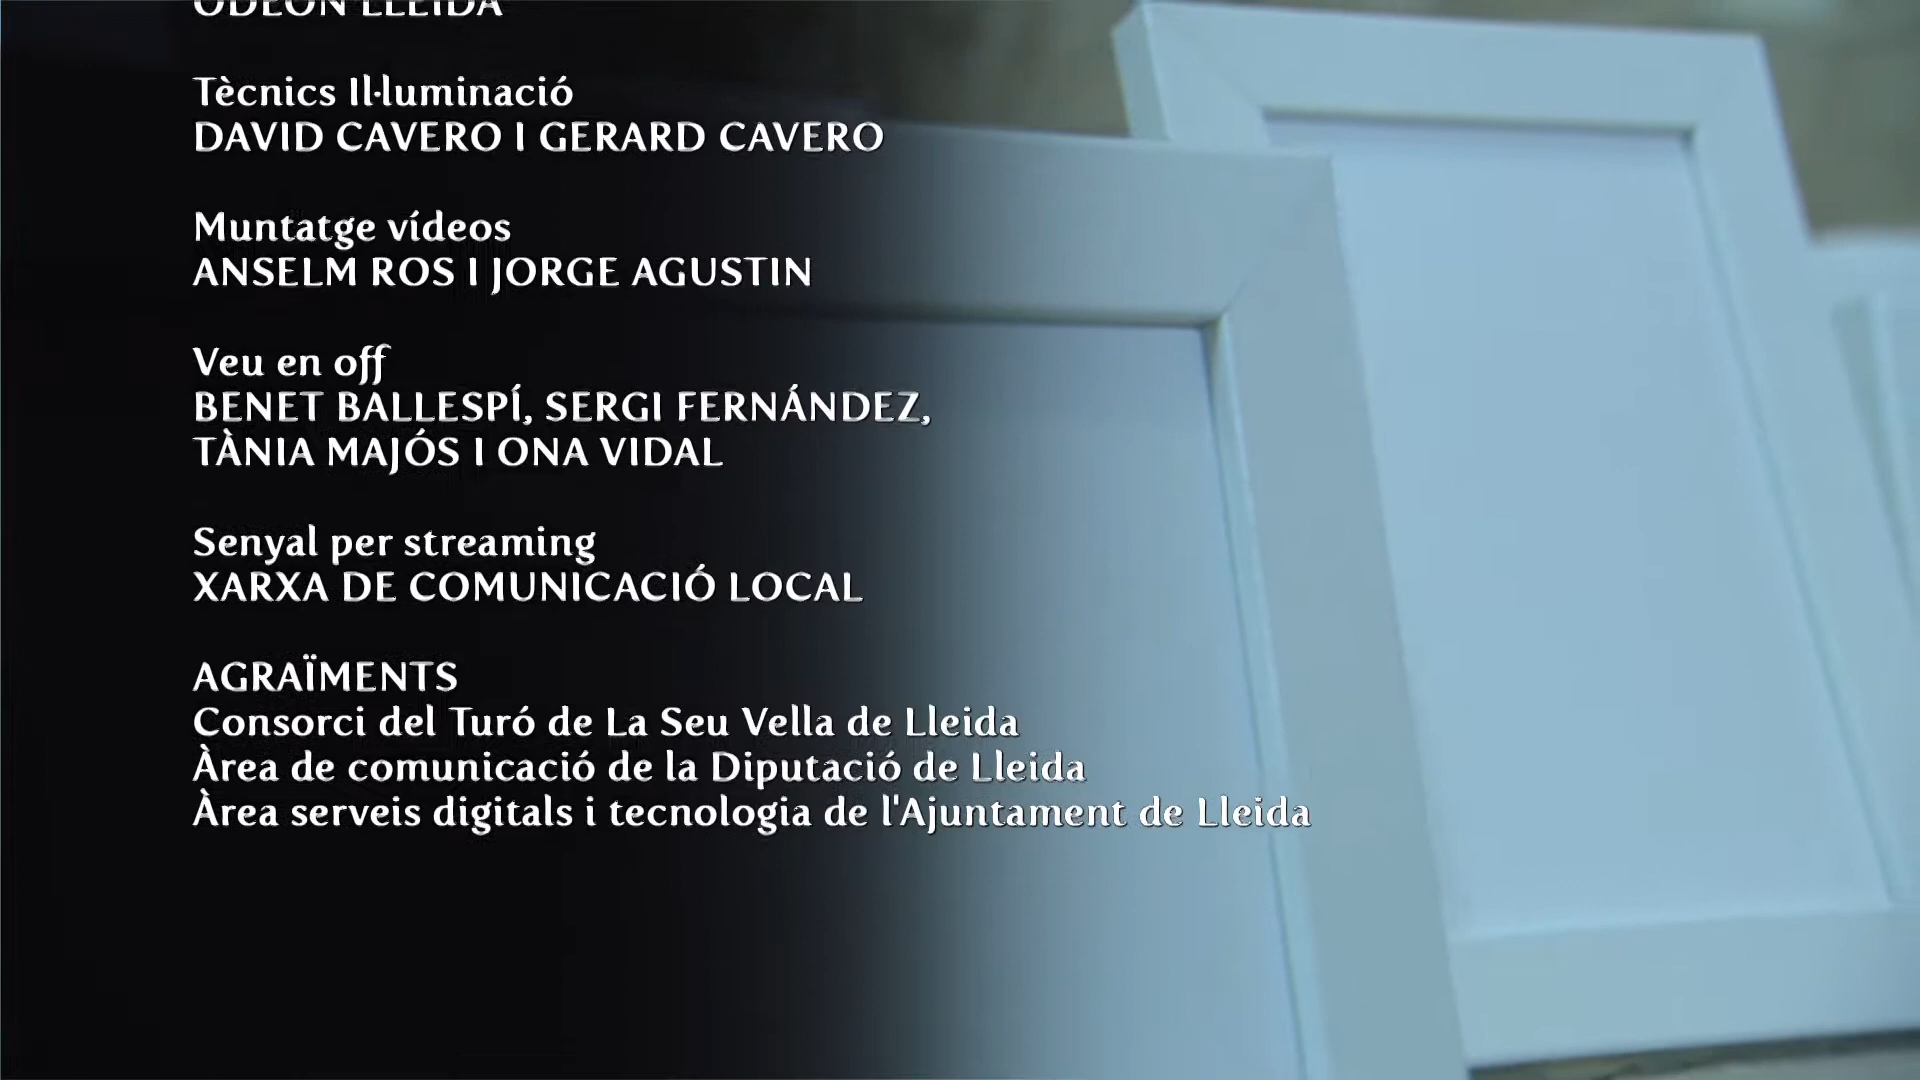 ODEÓN LLEIDA
Tècnics Il·luminació
DAVID CAVERO I GERARD CAVERO
Muntatge vídeos
ANSELM ROS I JORGE AGUSTIN
Veu en off
BENET BALLESPÍ, SERGI FERNÁNDEZ,
TÀNIA MAJÓS I ONA VIDAL
Senyal per streaming
XARXA DE COMUNICACIÓ LOCAL
AGRAÏMENTS
Consorci del Turó de La Seu Vella de Lleida
Àrea de comunicació de la Diputació de Lleida
Àrea serveis digitals i tecnologia de l'Ajuntament de Lleida